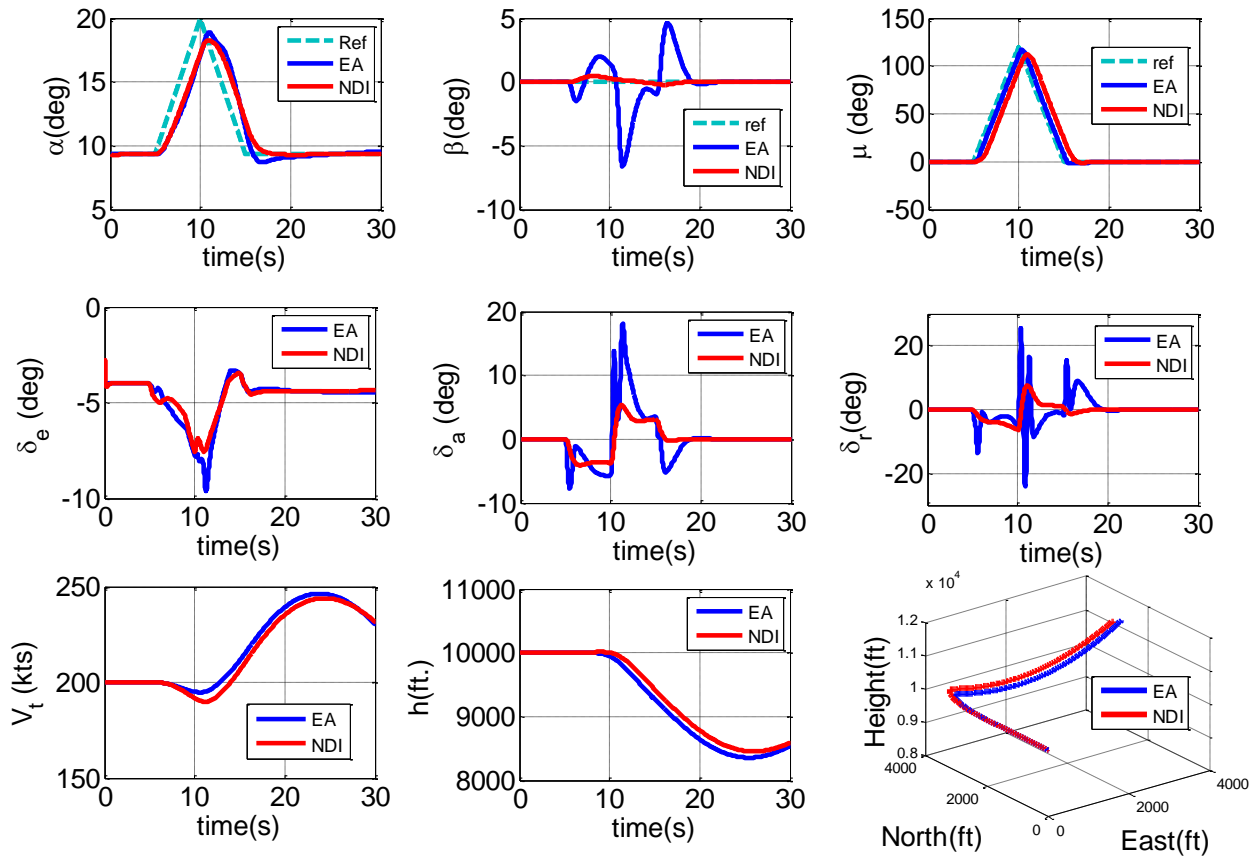 20
15
10
5
0 10 20 30
α(deg)
time(s)
Ref
EA
NDI
5
0
-5
-10
0 10 20 30
β(deg)
time(s)
ref
EA
NDI
150
100
50
0
-50
0 10 20 30
μ (deg)
time(s)
ref
EA
NDI
0
-5
-10
0 10 20 30
δ_e (deg)
time(s)
EA
NDI
20
10
0
-10
0 10 20 30
δ_a (deg)
time(s)
EA
NDI
20
0
-20
0 10 20 30
δ_r(deg)
time(s)
EA
NDI
250
200
150
0 10 20 30
V_t (kts)
time(s)
EA
NDI
11000
10000
9000
8000
0 10 20 30
h(ft.)
time(s)
EA
NDI
x 10^4
1.2
1.1
1
0.9
0.8
4000
2000
0
0
2000
4000
Height(ft)
North(ft)
East(ft)
EA
NDI